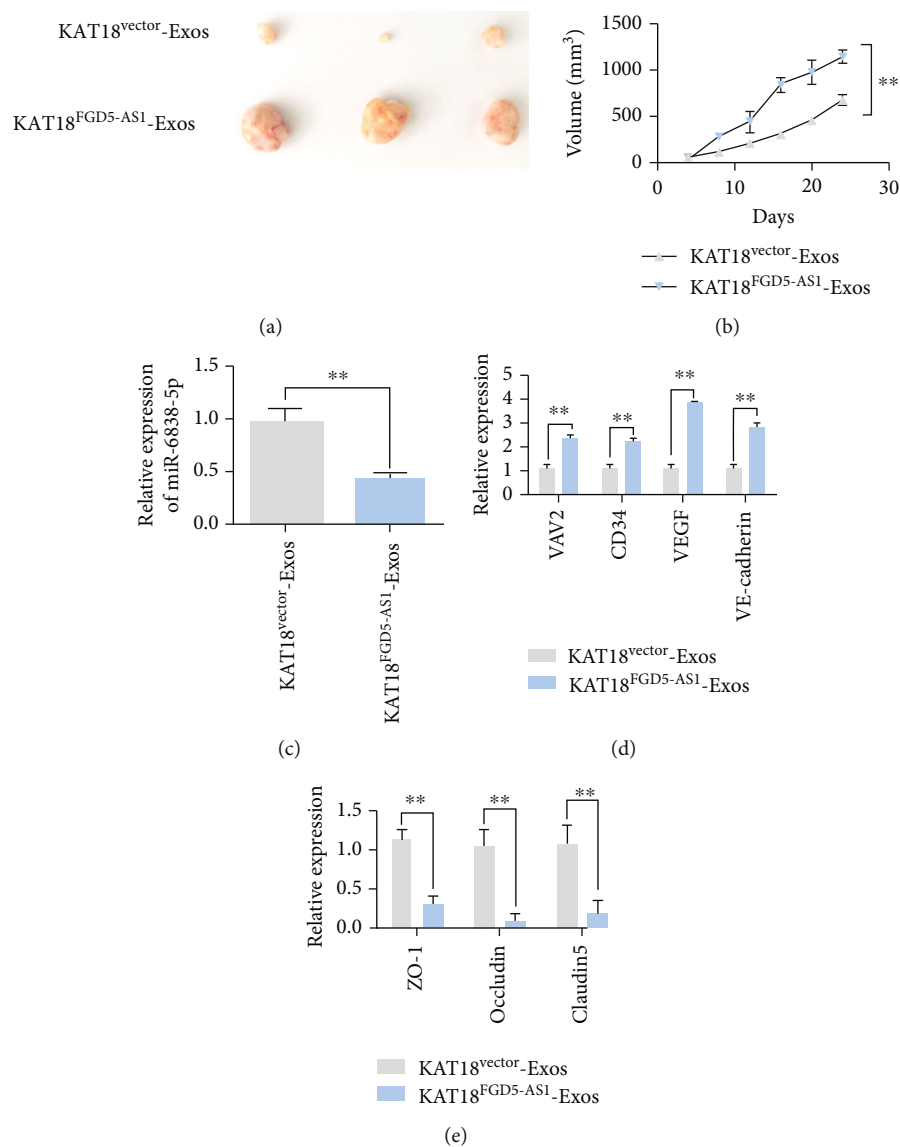 KAT18vector-Exos
KAT18FGD5-AS1-Exos
(a)
Volume (mm3)
1500
1000
500
0
0 10 20 30
Days
**
KAT18vector-Exos
KAT18FGD5-AS1-Exos
(b)
Relative expression
of miR-6838-5p
1.5
1.0
0.5
0.0
**
KAT18vector-Exos
KAT18FGD5-AS1-Exos
(c)
Relative expression
5
4
3
2
1
0
** ** ** **
VAV2
CD34
VEGF
VE-cadherin
KAT18vector-Exos
KAT18FGD5-AS1-Exos
(d)
Relative expression
1.5
1.0
0.5
0.0
** ** **
ZO-1
Occludin
Claudin5
KAT18vector-Exos
KAT18FGD5-AS1-Exos
(e)